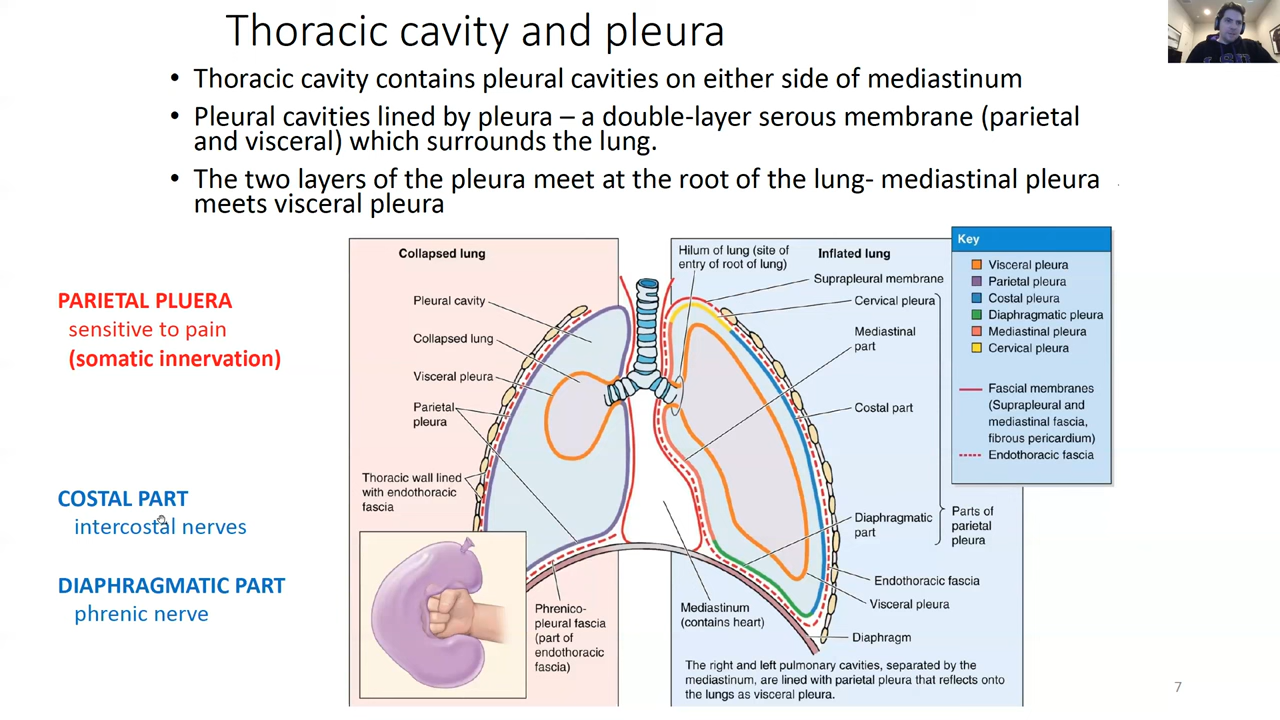 Thoracic cavity and pleura
• Thoracic cavity contains pleural cavities on either side of mediastinum
• Pleural cavities lined by pleura – a double-layer serous membrane (parietal
and visceral) which surrounds the lung.
• The two layers of the pleura meet at the root of the lung- mediastinal pleura
meets visceral pleura
PARIETAL PLUERA
sensitive to pain
(somatic innervation)
COSTAL PART
intercostal nerves
DIAPHRAGMATIC PART
phrenic nerve
Collapsed lung
Pleural cavity
Collapsed lung
Visceral pleura
Parietal
pleura
Thoracic wall lined
with endothoracic
fascia
Phrenico-
pleural fascia
(part of
endothoracic
fascia)
Hilum of lung (site of
entry of root of lung)
Inflated lung
Suprapleural membrane
Cervical pleura
Mediastinal
part
Costal part
Diaphragmatic
part
Parts of
parietal
pleura
Endothoracic fascia
Visceral pleura
Mediastinum
(contains heart)
Diaphragm
The right and left pulmonary cavities, separated by the
mediastinum, are lined with parietal pleura that reflects onto
the lungs as visceral pleura.
Key
Visceral pleura
Parietal pleura
Costal pleura
Diaphragmatic pleura
Mediastinal pleura
Cervical pleura
Fascial membranes
(Suprapleural and
mediastinal fascia,
fibrous pericardium)
Endothoracic fascia
7